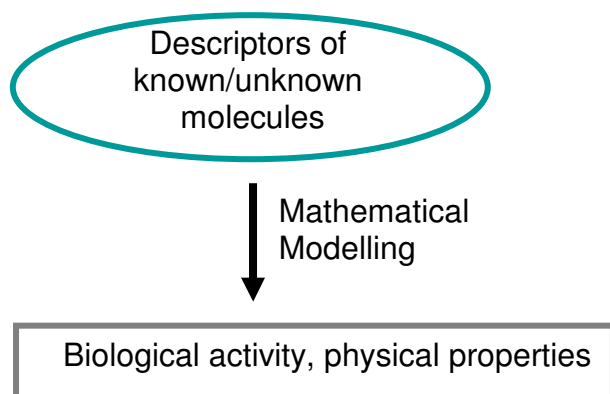 Descriptors of
known/unknown
molecules
Mathematical
Modelling
Biological activity, physical properties